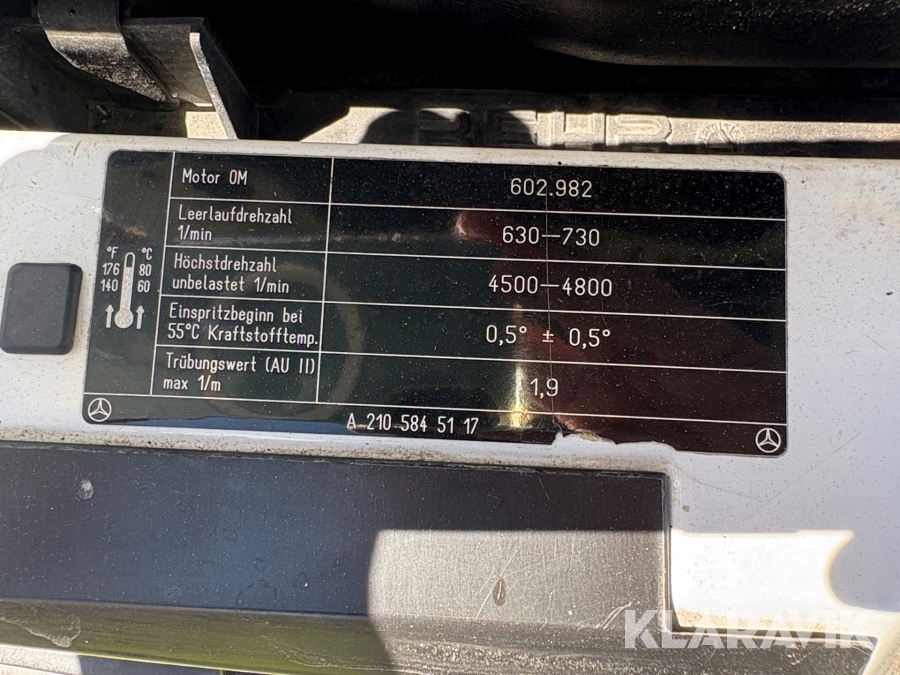 BEHR
Motor OM 602.982
Leerlaufdrehzahl
1/min 630—730
Höchstdrehzahl
unbelastet 1/min 4500—4800
Einspritzbeginn bei
55°C Kraftstofftemp. 0,5° ± 0,5°
Trübungswert (AU II)
max 1/m 1,9
°F °C
176 80
140 60
A 210 584 51 17
KLARAVIK